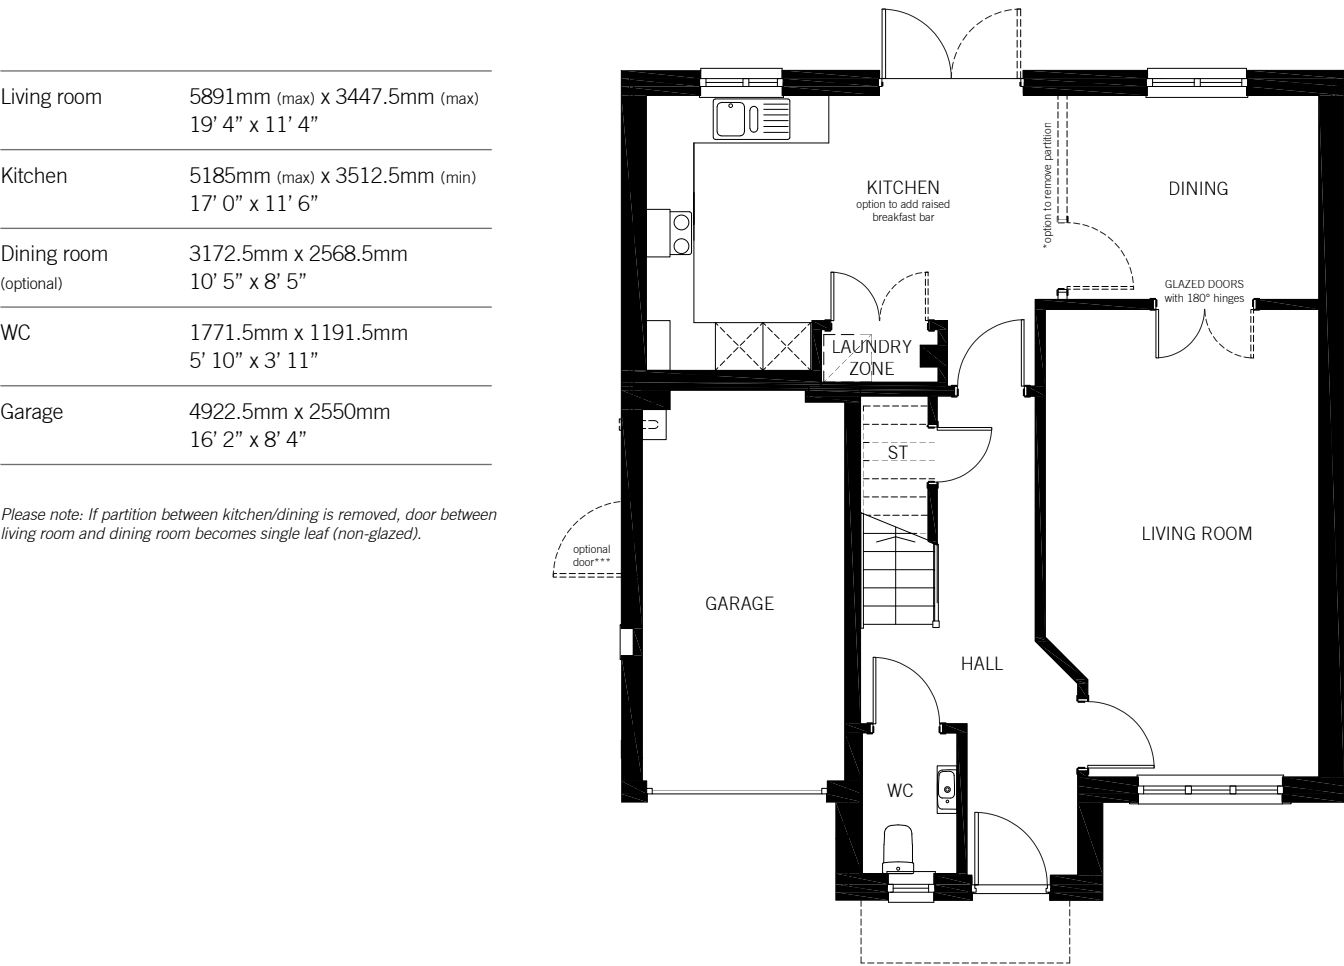 Living room 5891mm (max) x 3447.5mm (max)
19’ 4” x 11’ 4”
Kitchen 5185mm (max) x 3512.5mm (min)
17’ 0” x 11’ 6”
Dining room 3172.5mm x 2568.5mm
(optional) 10’ 5” x 8’ 5”
WC 1771.5mm x 1191.5mm
5’ 10” x 3’ 11”
Garage 4922.5mm x 2550mm
16’ 2” x 8’ 4”
Please note: If partition between kitchen/dining is removed, door between
living room and dining room becomes single leaf (non-glazed).
KITCHEN
option to add raised
breakfast bar
*option to remove partition
DINING
GLAZED DOORS
with 180° hinges
LAUNDRY
ZONE
ST
optional
door***
GARAGE
LIVING ROOM
HALL
WC